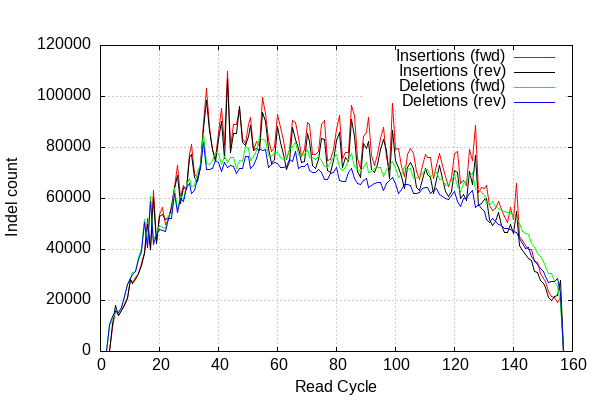 120000
100000
80000
60000
40000
20000
0
Indel count
Insertions (fwd)
Insertions (rev)
Deletions (fwd)
Deletions (rev)
0 20 40 60 80 100 120 140 160
Read Cycle